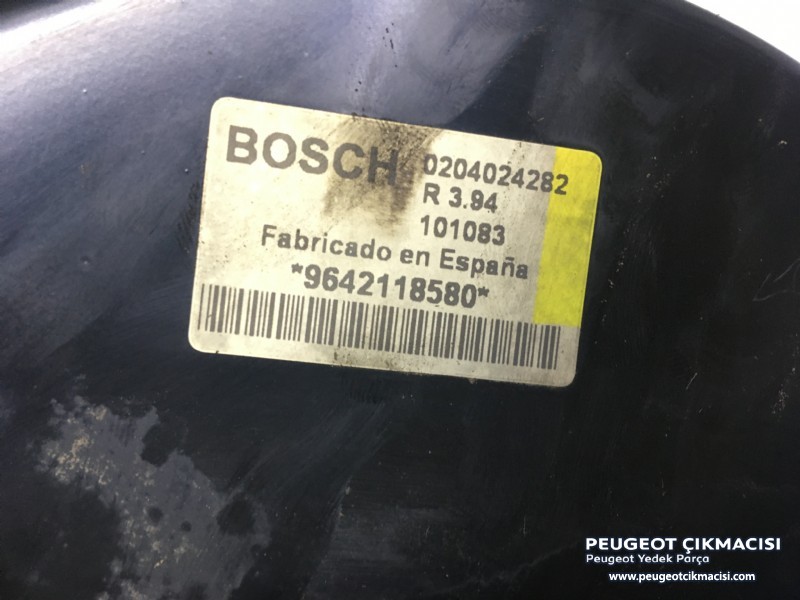 BOSCH 0204024282
R 3.94
101083
Fabricado en España
*9642118580*
PEUGEOT ÇIKMACISI
Peugeot Yedek Parça
www.peugeotcikmacisi.com